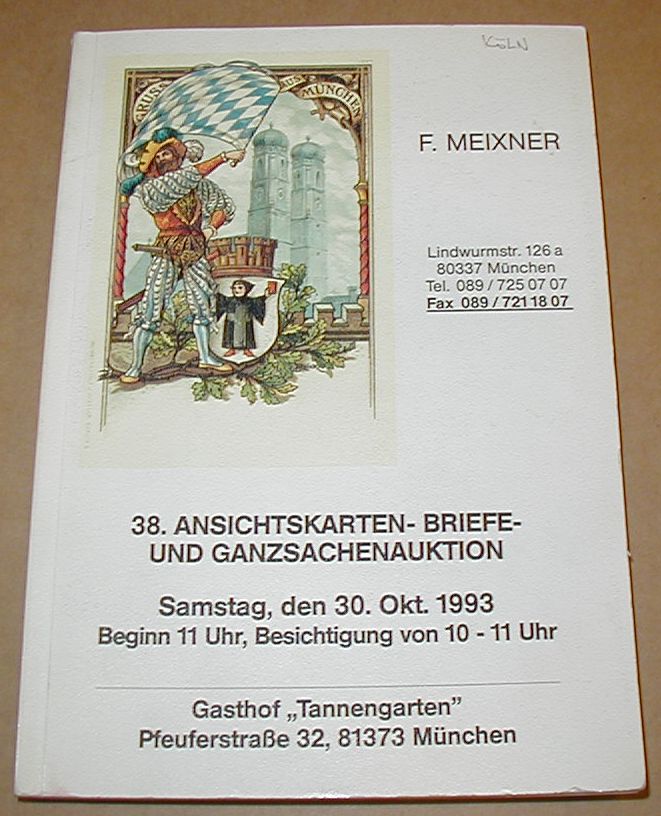 KÖLN
GRUSS AUS MÜNCHEN
F. MEIXNER
Lindwurmstr. 126 a
80337 München
Tel. 089 / 725 07 07
Fax 089 / 721 18 07
38. ANSICHTSKARTEN- BRIEFE-
UND GANZSACHENAUKTION
Samstag, den 30. Okt. 1993
Beginn 11 Uhr, Besichtigung von 10 - 11 Uhr
Gasthof „Tannengarten”
Pfeuferstraße 32, 81373 München